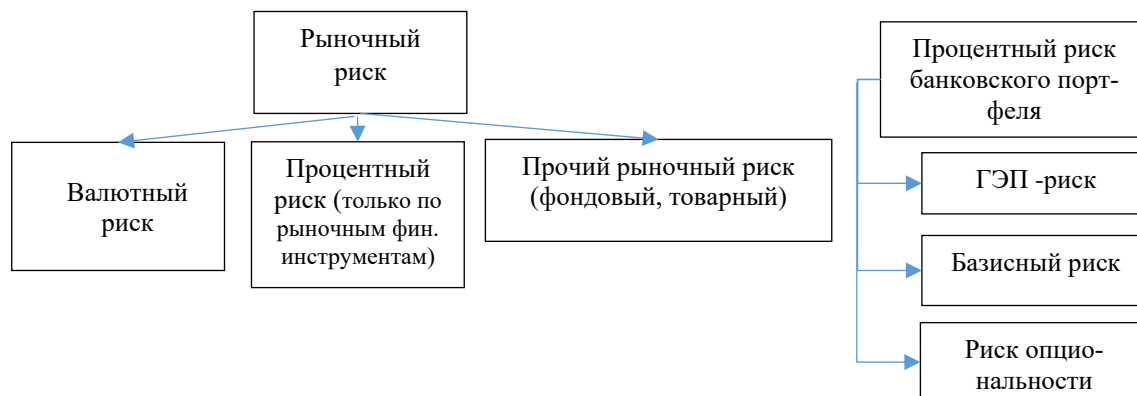 Рыночный
риск
Валютный
риск
Процентный
риск (только по
рыночным фин.
инструментам)
Прочий рыночный риск
(фондовый, товарный)
Процентный риск
банковского порт-
феля
ГЭП -риск
Базисный риск
Риск опцио-
нальности